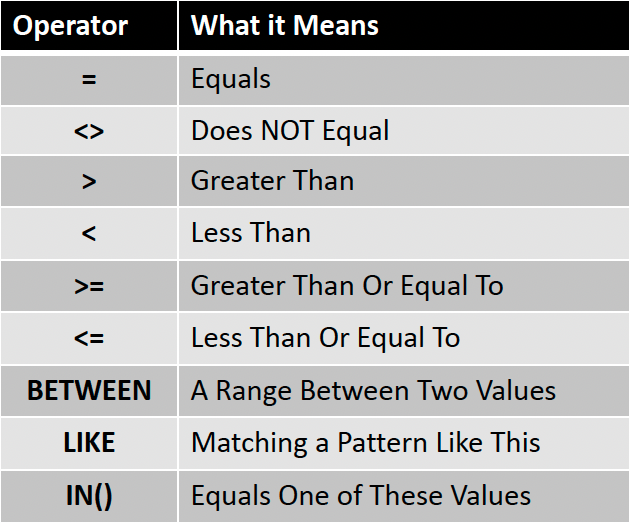 Operator What it Means
= Equals
<> Does NOT Equal
> Greater Than
< Less Than
>= Greater Than Or Equal To
<= Less Than Or Equal To
BETWEEN A Range Between Two Values
LIKE Matching a Pattern Like This
IN() Equals One of These Values